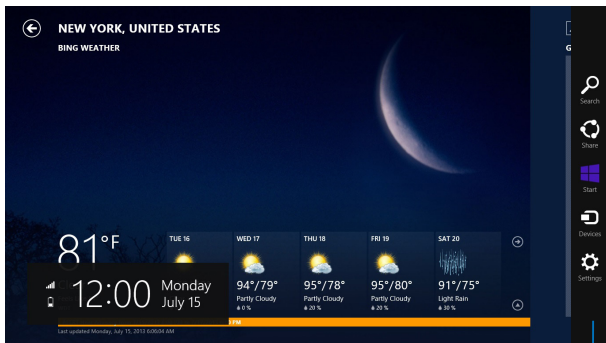 NEW YORK, UNITED STATES
BING WEATHER
G
Search
Share
Start
Devices
Settings
81°F
TUE 16
WED 17
94°/79°
Partly Cloudy
0 %
THU 18
95°/78°
Partly Cloudy
20 %
FRI 19
95°/80°
Partly Cloudy
20 %
SAT 20
91°/75°
Light Rain
30 %
12:00
Monday
July 15
PM
Last updated Monday, July 15, 2013 6:06:04 AM